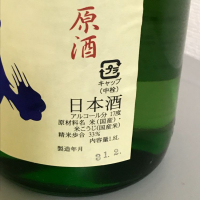 原酒
プラ
キャップ
(中栓)
日本酒
アルコール分 17度
原材料名 米(国産)・
米こうじ(国産米)
精米歩合 55%
内容量1.8L
製造年月
31.2.